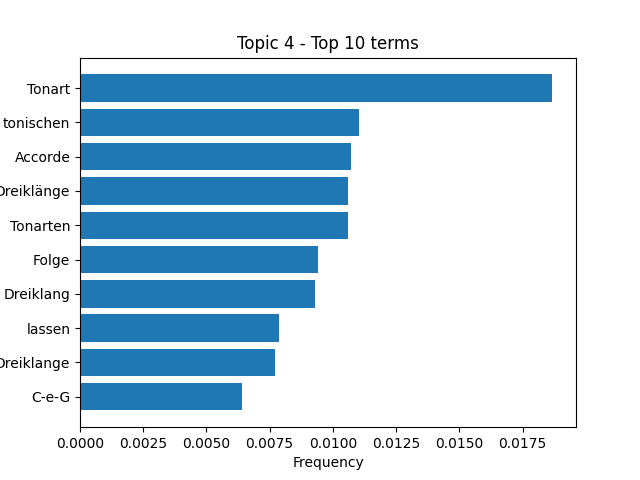 Topic 4 - Top 10 terms
Tonart
tonischen
Accorde
Dreiklänge
Tonarten
Folge
Dreiklang
lassen
Dreiklange
C-e-G
0.0000 0.0025 0.0050 0.0075 0.0100 0.0125 0.0150 0.0175
Frequency